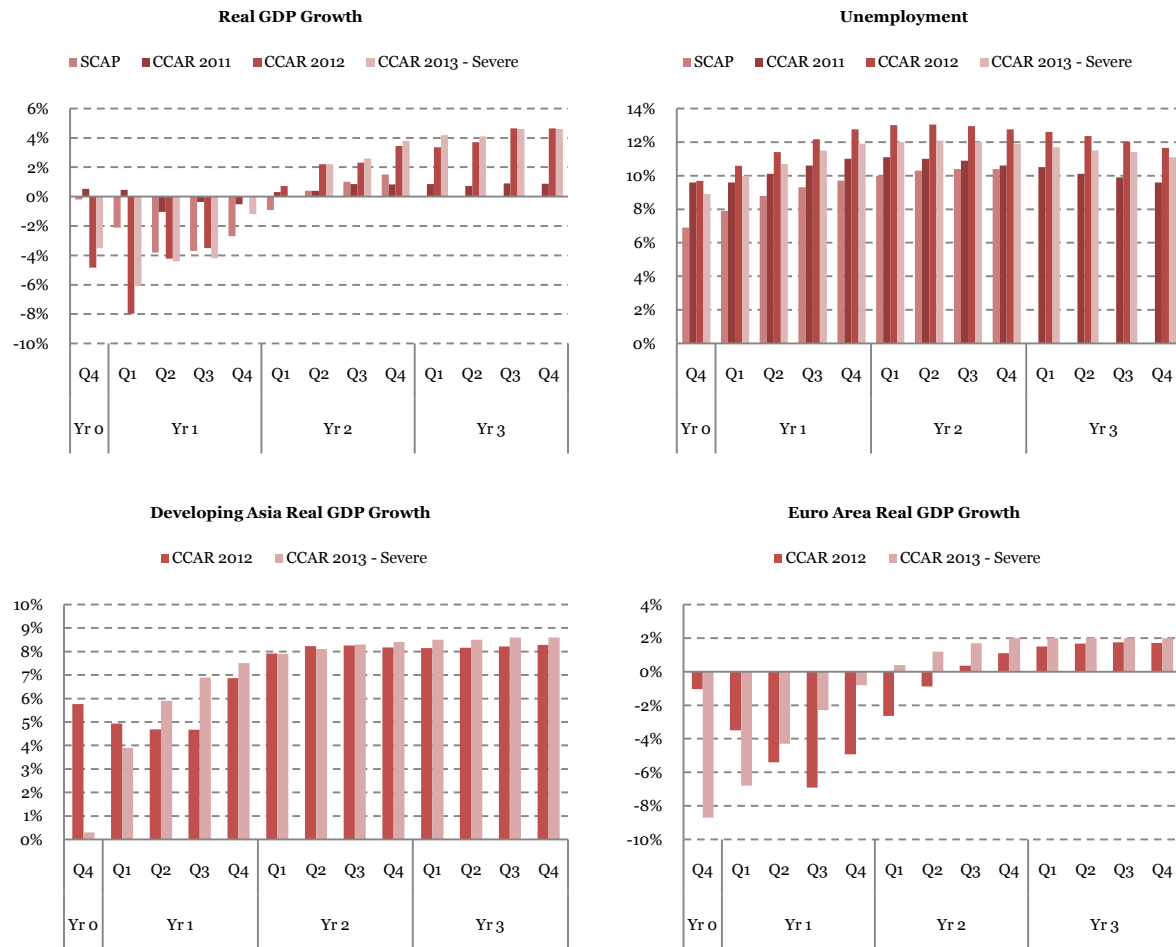 Real GDP Growth
SCAP CCAR 2011 CCAR 2012 CCAR 2013 - Severe
6%
4%
2%
0%
-2%
-4%
-6%
-8%
-10%
Q4 Q1 Q2 Q3 Q4 Q1 Q2 Q3 Q4 Q1 Q2 Q3 Q4
Yr 0 Yr 1 Yr 2 Yr 3
Unemployment
SCAP CCAR 2011 CCAR 2012 CCAR 2013 - Severe
14%
12%
10%
8%
6%
4%
2%
0%
Q4 Q1 Q2 Q3 Q4 Q1 Q2 Q3 Q4 Q1 Q2 Q3 Q4
Yr 0 Yr 1 Yr 2 Yr 3
Developing Asia Real GDP Growth
CCAR 2012 CCAR 2013 - Severe
10%
9%
8%
7%
6%
5%
4%
3%
2%
1%
0%
Q4 Q1 Q2 Q3 Q4 Q1 Q2 Q3 Q4 Q1 Q2 Q3 Q4
Yr 0 Yr 1 Yr 2 Yr 3
Euro Area Real GDP Growth
CCAR 2012 CCAR 2013 - Severe
4%
2%
0%
-2%
-4%
-6%
-8%
-10%
Q4 Q1 Q2 Q3 Q4 Q1 Q2 Q3 Q4 Q1 Q2 Q3 Q4
Yr 0 Yr 1 Yr 2 Yr 3